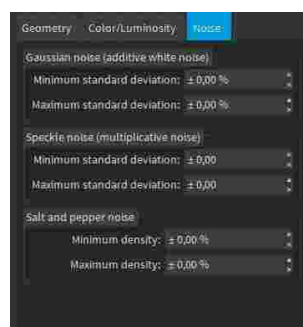 Geometry Color/Luminosity Noise
Gaussian noise (additive white noise)
Minimum standard deviation: ± 0,00 %
Maximum standard deviation: ± 0,00 %
Speckle noise (multiplicative noise)
Minimum standard deviation: ± 0,00
Maximum standard deviation: ± 0,00
Salt and pepper noise
Minimum density: ± 0,00 %
Maximum density: ± 0,00 %